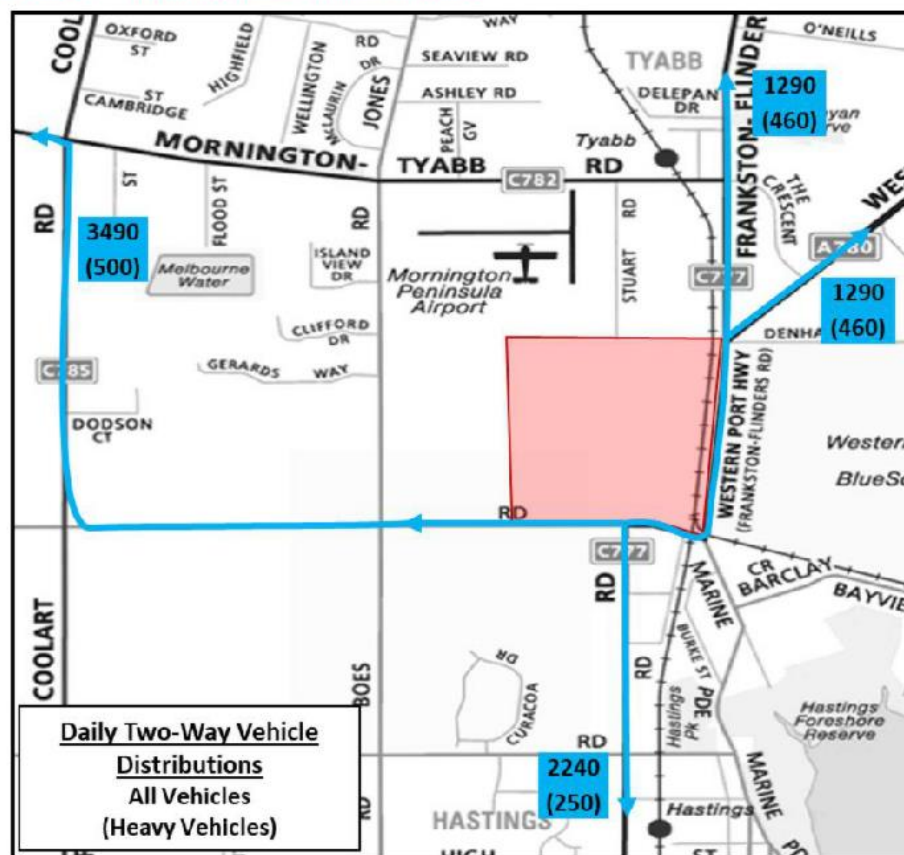 COOL
OXFORD
ST
ST
CAMBRIDGE
HIGHFIELD
WELLINGTON
RD
McLAURIN
DR
JONES
WAY
SEAVIEW RD
ASHLEY RD
PEACH
GV
TYABB
DELEPAN
DR
Tyabb
FRANKSTON-FLINDER
O'NEILLS
1290
(460)
MORNINGTON-
TYABB
RD
C782
RD
ST
FLOOD ST
RD
3490
(500)
Melbourne
Water
ISLAND
VIEW
DR
Mornington
Peninsula
Airport
RD
STUART
THE
CRESCENT
WES
A780
C777
1290
(460)
CLIFFORD
DR
GERARDS
WAY
C785
DODSON
CT
DENHA
WESTERN PORT HWY
(FRANKSTON-FLINDERS RD)
Western
BlueSc
RD
C777
RD
MARINE
PDE
CR
BARCLAY
BAYVIE
BURKE ST
RD
Hastings
Pk
COOLART
BOES
DR
CURACOA
Hastings
Foreshore
Reserve
RD
MARINE
Daily Two-Way Vehicle
Distributions
All Vehicles
(Heavy Vehicles)
RD
2240
(250)
HASTINGS
Hastings
HIGH
ST